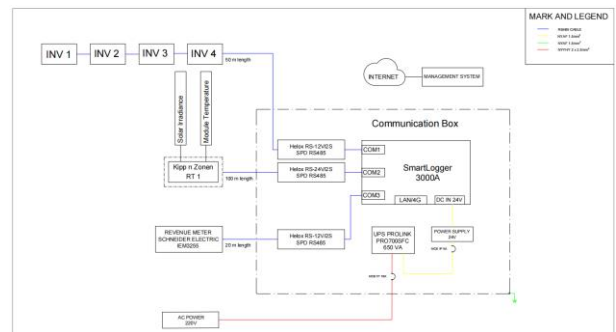 MARK AND LEGEND
RS485 CABLE
INV 1
INV 2
INV 3
INV 4
50 m length
INTERNET
MANAGEMENT SYSTEM
Solar Irradiance
Module Temperature
Communication Box
Helox RS-12V/2S
SPD RS485
COM1
SmartLogger
3000A
Kipp n Zonen
RT 1
100 m length
Helox RS-24V/2S
SPD RS485
COM2
COM3
LAN/4G
DC IN 24V
REVENUE METER
SCHNEIDER ELECTRIC
IEM3255
20 m length
Helox RS-12V/2S
SPD RS485
UPS PROLINK
PRO700SFC
650 VA
POWER SUPPLY
24V
AC POWER
220V